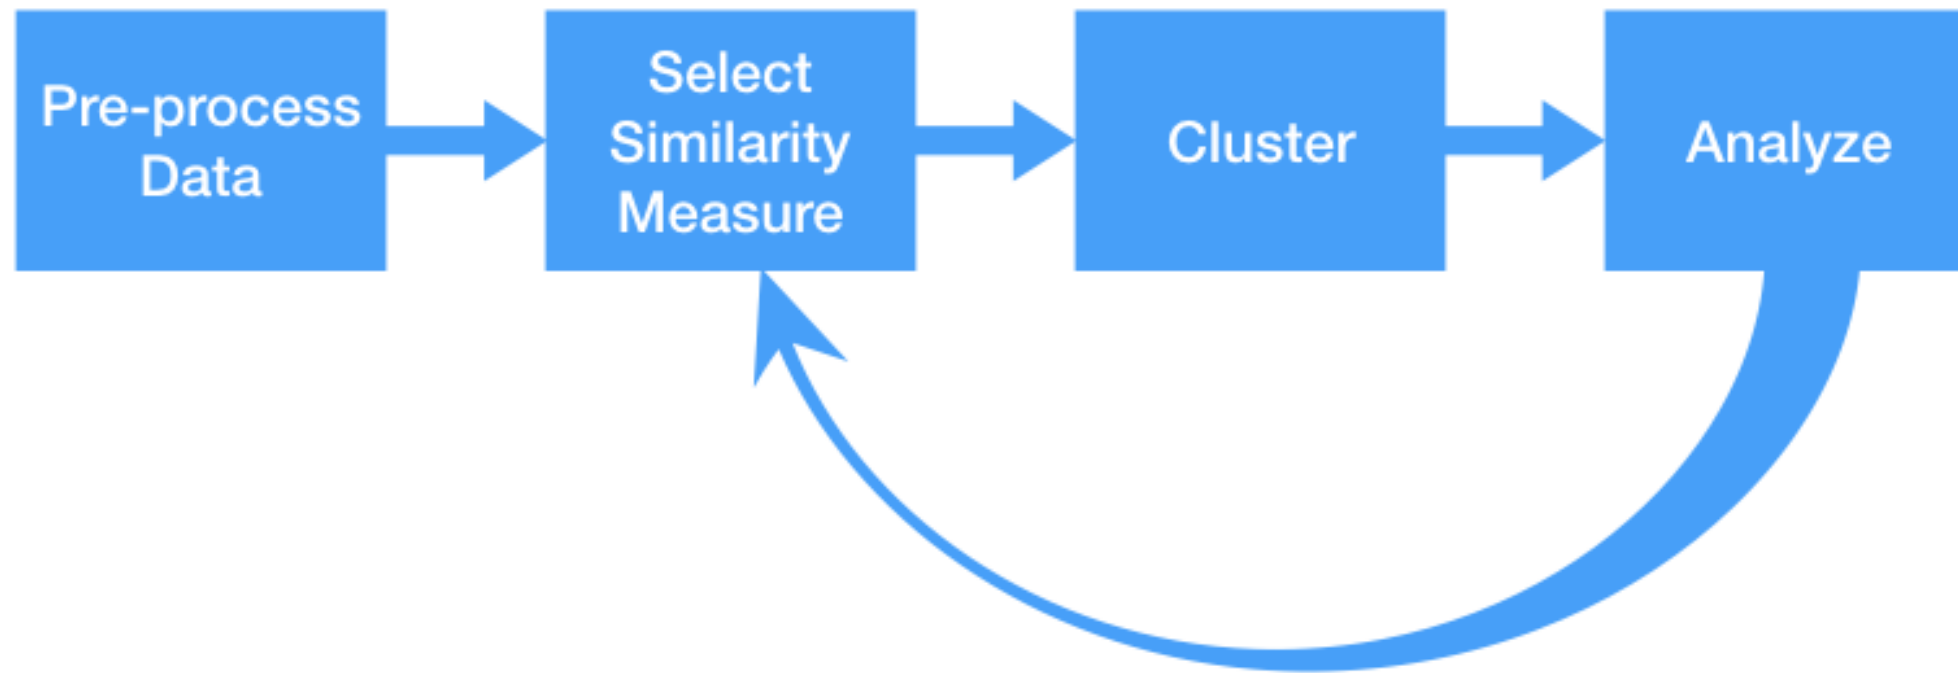 Pre-process
Data
Select
Similarity
Measure
Cluster
Analyze